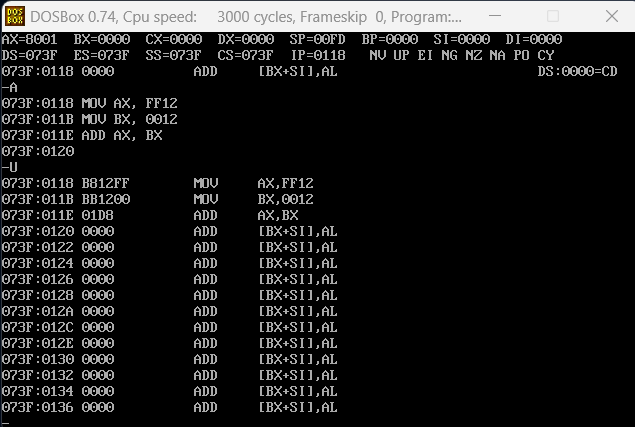 DOS BOX
DOSBox 0.74, Cpu speed:    3000 cycles, Frameskip  0, Program:...
AX=8001  BX=0000  CX=0000  DX=0000  SP=00FD  BP=0000  SI=0000  DI=0000
DS=073F  ES=073F  SS=073F  CS=073F  IP=0118   NV UP EI NG NZ NA PO CY
073F:0118 0000          ADD     [BX+SI],AL                         DS:0000=CD
-A
073F:0118 MOV AX, FF12
073F:011B MOV BX, 0012
073F:011E ADD AX, BX
073F:0120
-U
073F:0118 B812FF        MOV     AX,FF12
073F:011B BB1200        MOV     BX,0012
073F:011E 01D8          ADD     AX,BX
073F:0120 0000          ADD     [BX+SI],AL
073F:0122 0000          ADD     [BX+SI],AL
073F:0124 0000          ADD     [BX+SI],AL
073F:0126 0000          ADD     [BX+SI],AL
073F:0128 0000          ADD     [BX+SI],AL
073F:012A 0000          ADD     [BX+SI],AL
073F:012C 0000          ADD     [BX+SI],AL
073F:012E 0000          ADD     [BX+SI],AL
073F:0130 0000          ADD     [BX+SI],AL
073F:0132 0000          ADD     [BX+SI],AL
073F:0134 0000          ADD     [BX+SI],AL
073F:0136 0000          ADD     [BX+SI],AL
-